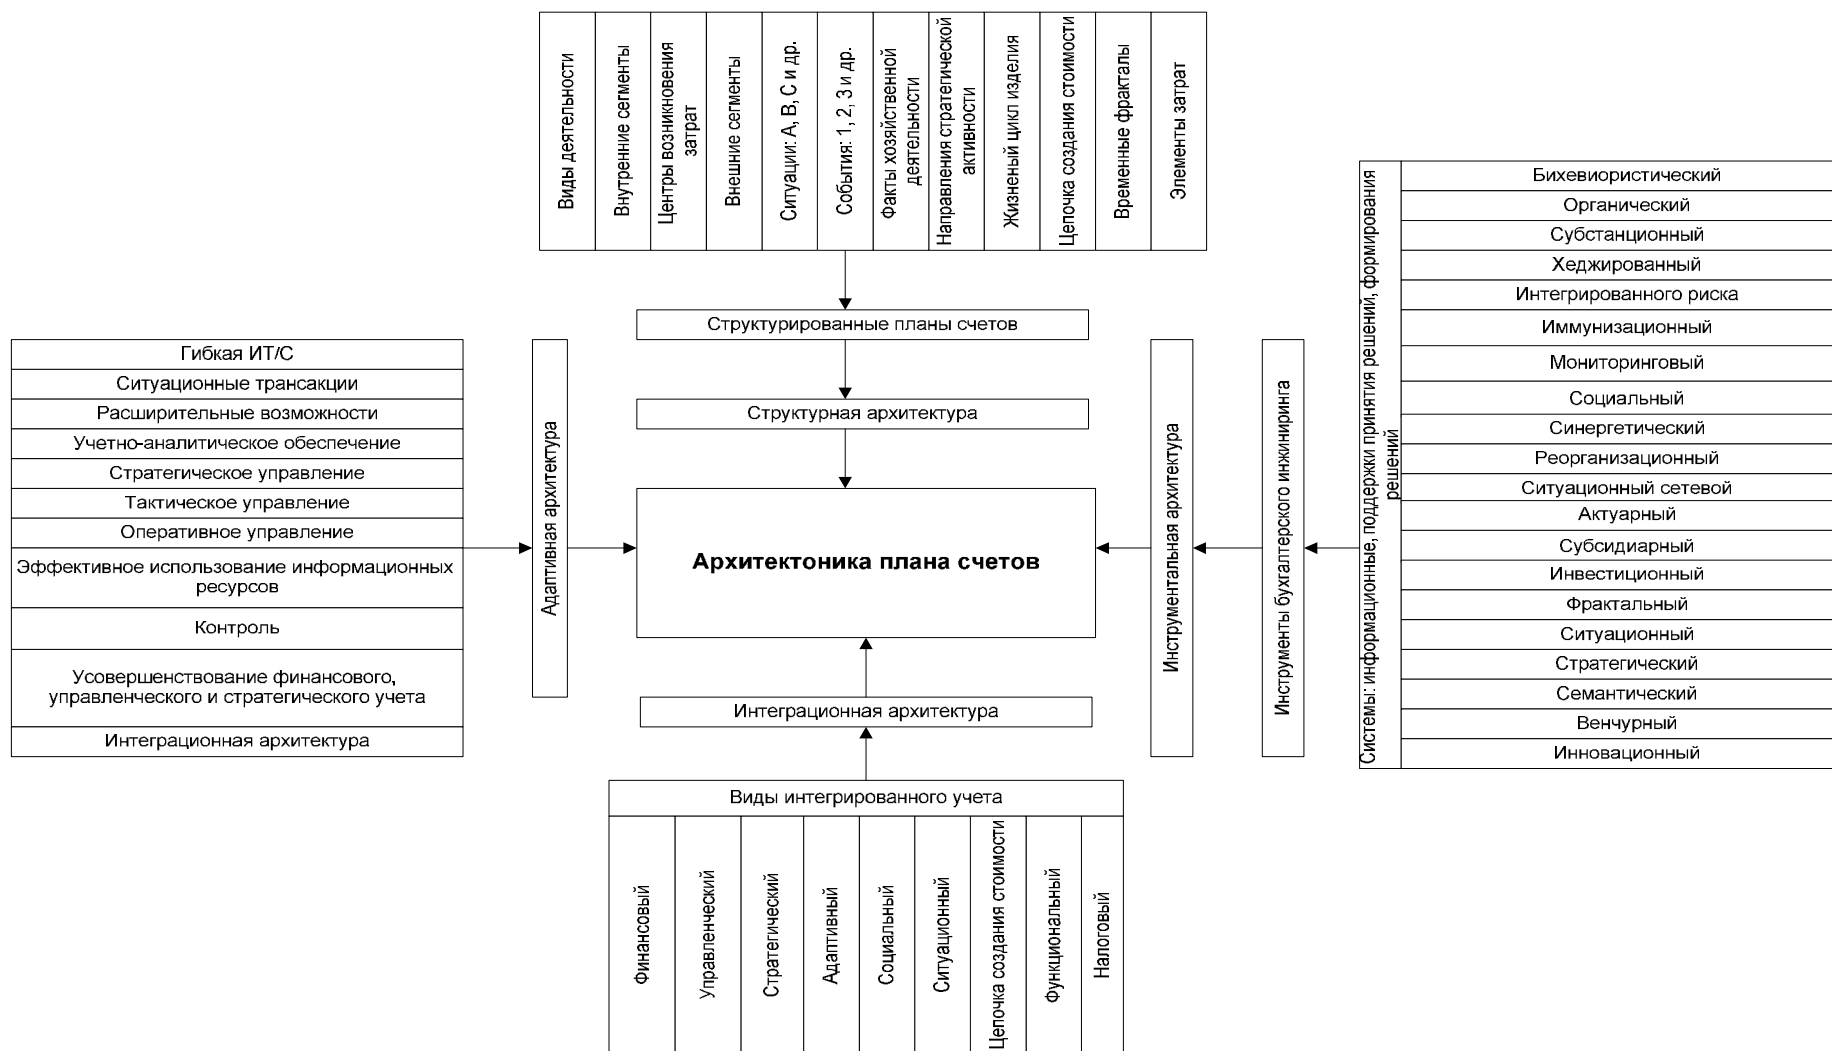 Виды деятельности
Внутренние сегменты
Центры возникновения
затрат
Внешние сегменты
Ситуации: А, В, С и др.
События: 1, 2, 3 и др.
Факты хозяйственной
деятельности
Направления стратегической
активности
Жизненый цикл изделия
Цепочка создания стоимости
Временные фракталы
Элементы затрат
Структурированные планы счетов
Структурная архитектура
Гибкая ИТ/С
Ситуационные трансакции
Расширительные возможности
Учетно-аналитическое обеспечение
Стратегическое управление
Тактическое управление
Оперативное управление
Эффективное использование информационных
ресурсов
Контроль
Усовершенствование финансового,
управленческого и стратегического учета
Интеграционная архитектура
Адаптивная архитектура
Архитектоника плана счетов
Инструментальная архитектура
Инструменты бухгалтерского инжиниринга
Системы: информационные, поддержки принятия решений, формирования
решений
Бихевиористический
Органический
Субстанционный
Хеджированный
Интегрированного риска
Иммунизационный
Мониторинговый
Социальный
Синергетический
Реорганизационный
Ситуационный сетевой
Актуарный
Субсидиарный
Инвестиционный
Фрактальный
Ситуационный
Стратегический
Семантический
Венчурный
Инновационный
Интеграционная архитектура
Виды интегрированного учета
Финансовый
Управленческий
Стратегический
Адаптивный
Социальный
Ситуационный
Цепочка создания стоимости
Функциональный
Налоговый